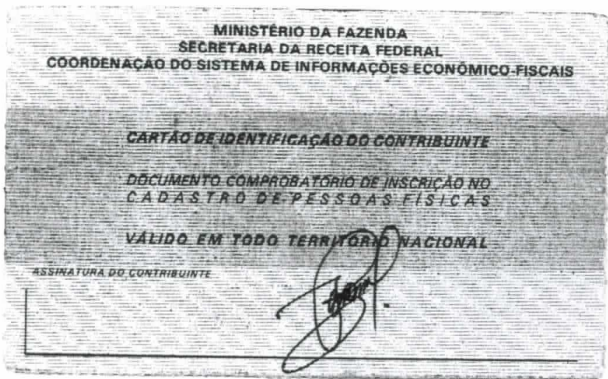 MINISTÉRIO DA FAZENDA
SECRETARIA DA RECEITA FEDERAL
COORDENAÇÃO DO SISTEMA DE INFORMAÇÕES ECONÔMICO-FISCAIS
CARTÃO DE IDENTIFICAÇÃO DO CONTRIBUINTE
DOCUMENTO COMPROBATÓRIO DE INSCRIÇÃO NO
CADASTRO DE PESSOAS FÍSICAS
VÁLIDO EM TODO TERRITÓRIO NACIONAL
ASSINATURA DO CONTRIBUINTE